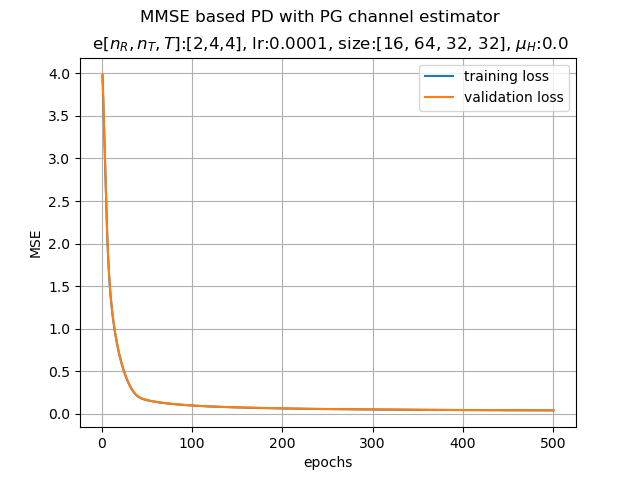 MMSE based PD with PG channel estimator
e[$n_R, n_T, T$]:[2,4,4], lr:0.0001, size:[16, 64, 32, 32], $\mu_H$:0.0
training loss
validation loss
4.0
3.5
3.0
2.5
2.0
1.5
1.0
0.5
0.0
MSE
0 100 200 300 400 500
epochs